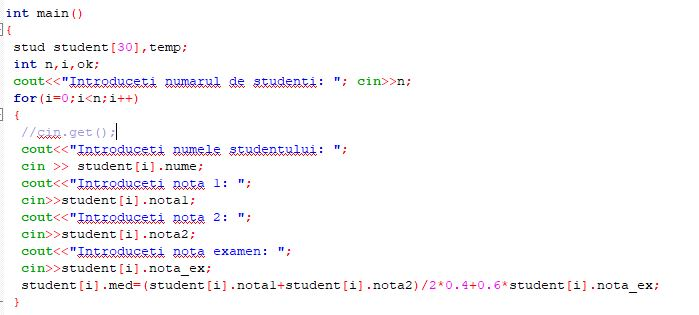 int main()
{
stud student[30],temp;
int n,i,ok;
cout<<"Introduceti numarul de studenti: "; cin>>n;
for(i=0;i<n;i++)
{
//cin.get();
cout<<"Introduceti numele studentului: ";
cin >> student[i].nume;
cout<<"Introduceti nota 1: ";
cin>>student[i].nota1;
cout<<"Introduceti nota 2: ";
cin>>student[i].nota2;
cout<<"Introduceti nota examen: ";
cin>>student[i].nota_ex;
student[i].med=(student[i].nota1+student[i].nota2)/2*0.4+0.6*student[i].nota_ex;
}